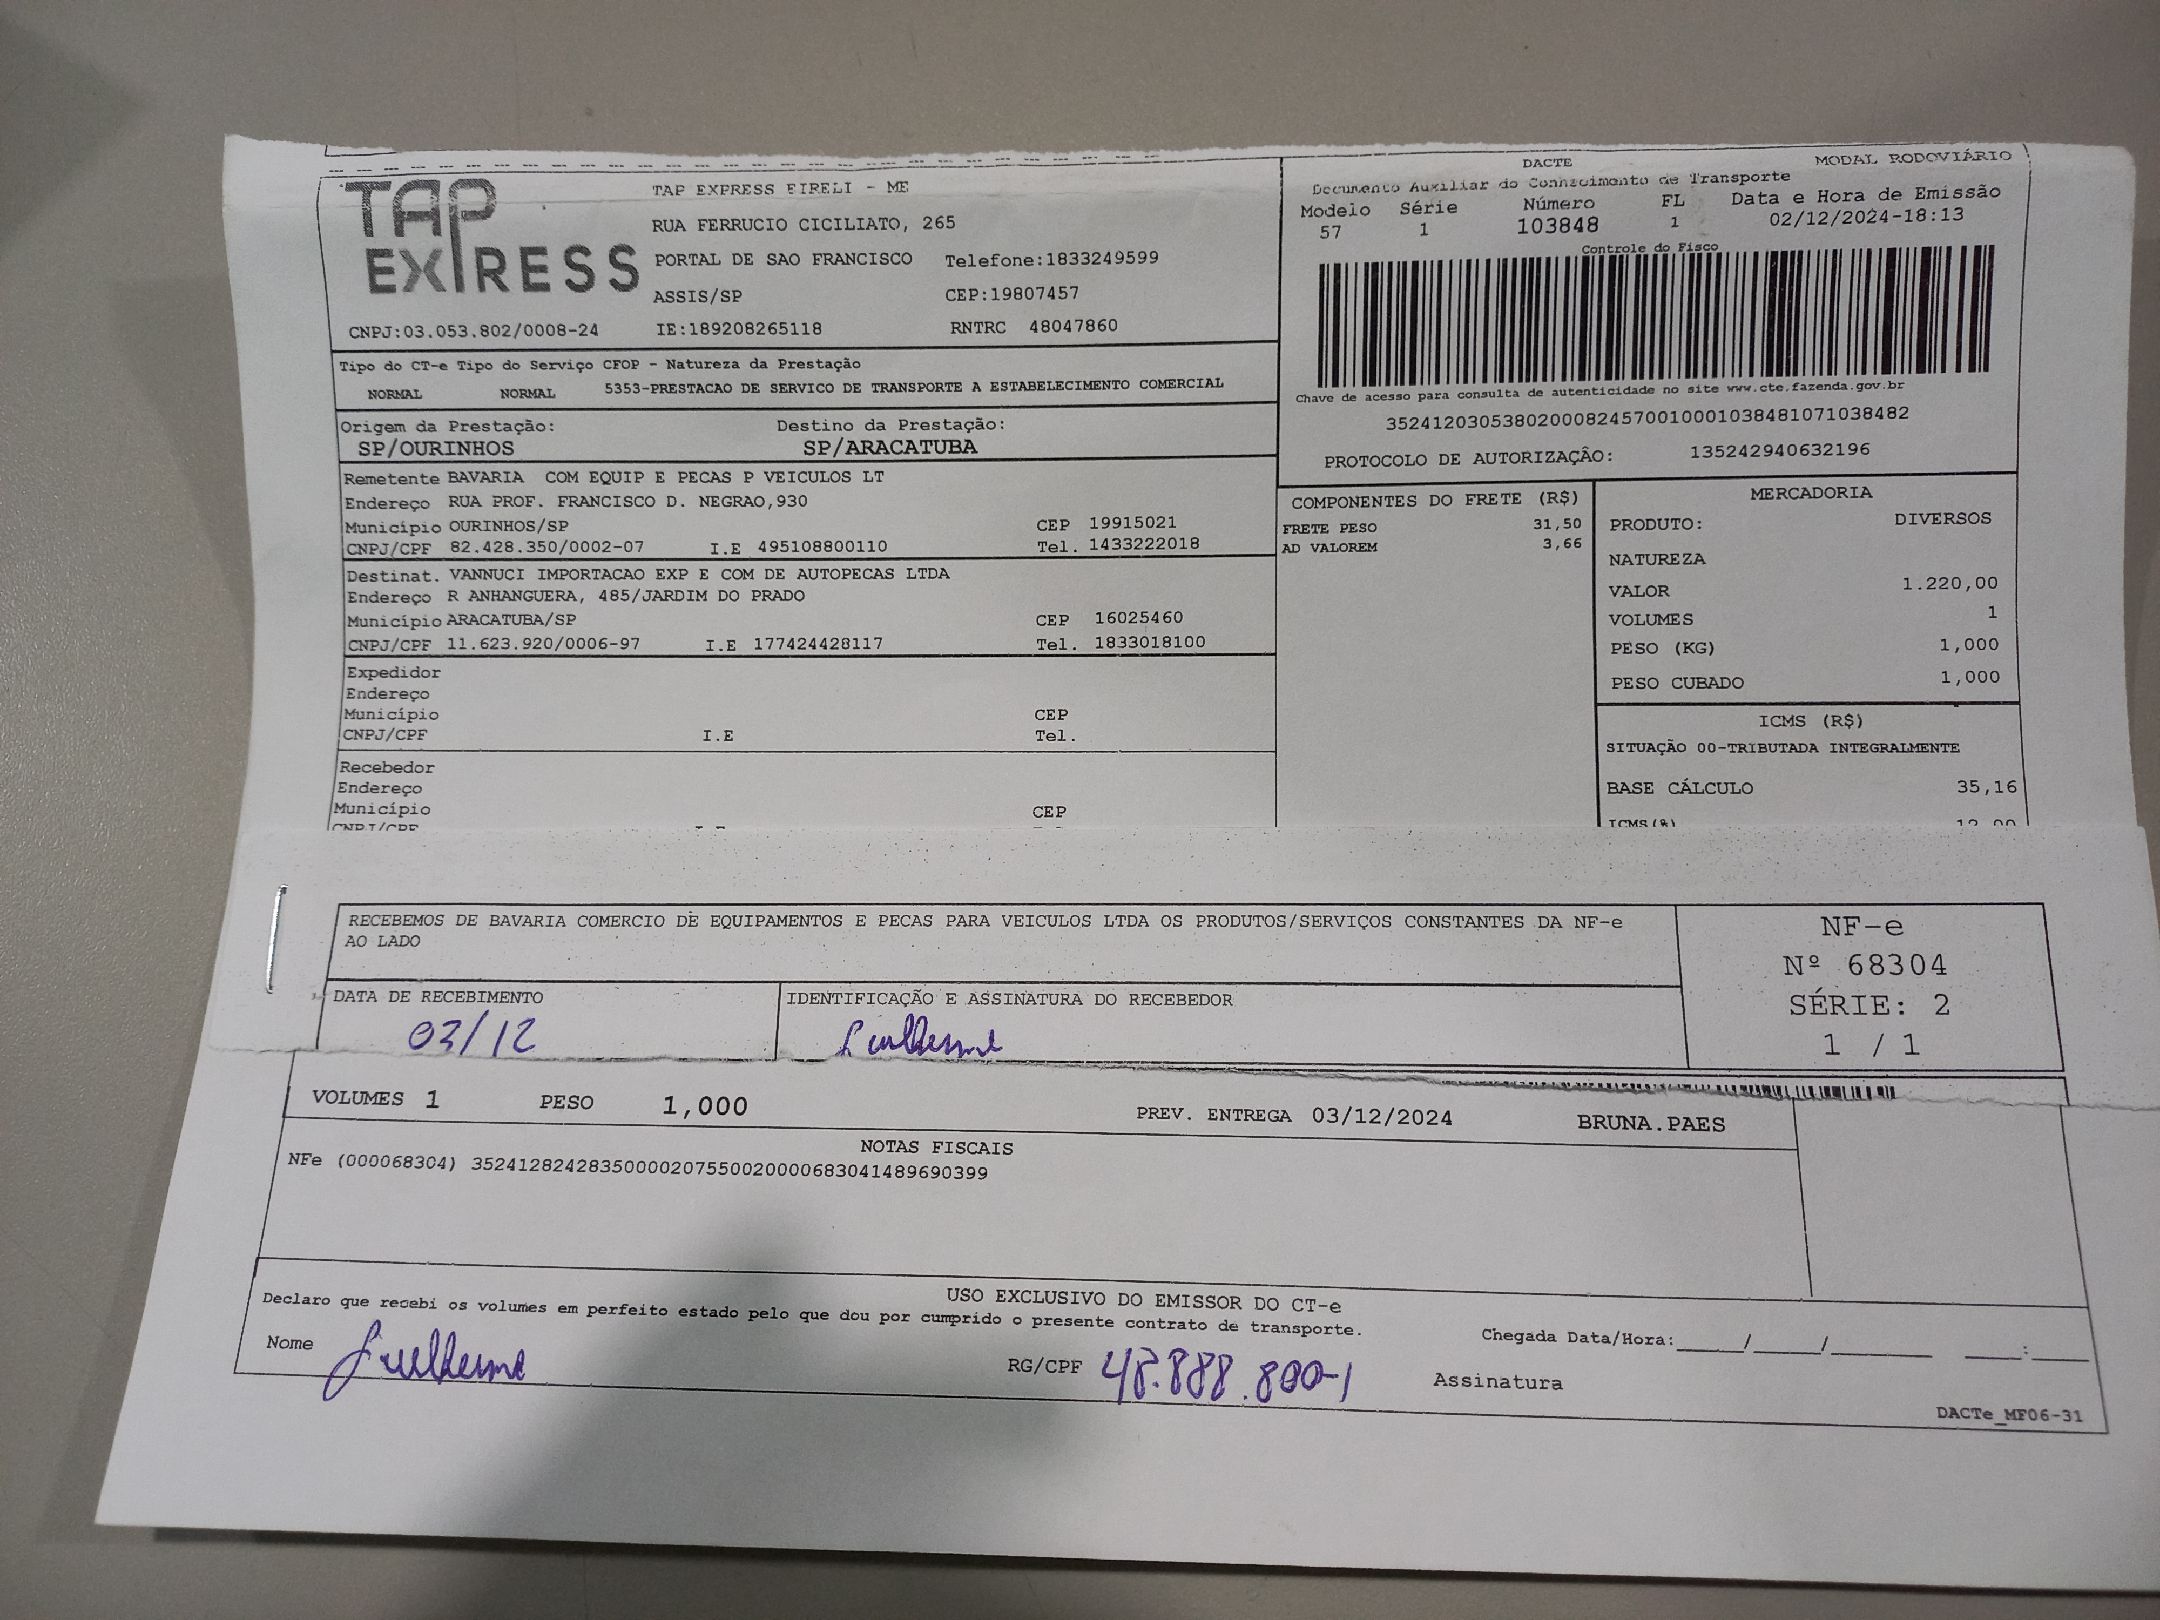 TAP EXPRESS
TAP EXPRESS EIRELI - ME
RUA FERRUCIO CICILIATO, 265
PORTAL DE SAO FRANCISCO Telefone:1833249599
ASSIS/SP CEP:19807457
CNPJ:03.053.802/0008-24 IE:189208265118 RNTRC 48047860
DACTE MODAL RODOVIÁRIO
Documento Auxiliar do Conhecimento de Transporte
Modelo Série Número FL Data e Hora de Emissão
57 1 103848 1 02/12/2024-18:13
Controle do Fisco
Chave de acesso para consulta de autenticidade no site www.cte.fazenda.gov.br
35241203053802000824570010001038481071038482
PROTOCOLO DE AUTORIZAÇÃO: 135242940632196
Tipo do CT-e Tipo do Serviço CFOP - Natureza da Prestação
NORMAL NORMAL 5353-PRESTACAO DE SERVICO DE TRANSPORTE A ESTABELECIMENTO COMERCIAL
Origem da Prestação: Destino da Prestação:
SP/OURINHOS SP/ARACATUBA
Remetente BAVARIA COM EQUIP E PECAS P VEICULOS LT
Endereço RUA PROF. FRANCISCO D. NEGRAO,930
Município OURINHOS/SP CEP 19915021
CNPJ/CPF 82.428.350/0002-07 I.E 495108800110 Tel. 1433222018
Destinat. VANNUCI IMPORTACAO EXP E COM DE AUTOPECAS LTDA
Endereço R ANHANGUERA, 485/JARDIM DO PRADO
Município ARACATUBA/SP CEP 16025460
CNPJ/CPF 11.623.920/0006-97 I.E 177424428117 Tel. 1833018100
Expedidor
Endereço
Município CEP
CNPJ/CPF I.E Tel.
Recebedor
Endereço
Município CEP
CNPJ/CPF
COMPONENTES DO FRETE (R$)
FRETE PESO 31,50
AD VALOREM 3,66
MERCADORIA
PRODUTO: DIVERSOS
NATUREZA
VALOR 1.220,00
VOLUMES 1
PESO (KG) 1,000
PESO CUBADO 1,000
ICMS (R$)
SITUAÇÃO 00-TRIBUTADA INTEGRALMENTE
BASE CÁLCULO 35,16
ICMS(%) 12,00
RECEBEMOS DE BAVARIA COMERCIO DE EQUIPAMENTOS E PECAS PARA VEICULOS LTDA OS PRODUTOS/SERVIÇOS CONSTANTES DA NF-e
AO LADO
DATA DE RECEBIMENTO IDENTIFICAÇÃO E ASSINATURA DO RECEBEDOR
03/12 Guilherme
NF-e
Nº 68304
SÉRIE: 2
1 / 1
VOLUMES 1 PESO 1,000 PREV. ENTREGA 03/12/2024 BRUNA.PAES
NOTAS FISCAIS
NFe (000068304) 35241282428350000207550020000683041489690399
USO EXCLUSIVO DO EMISSOR DO CT-e
Declaro que recebi os volumes em perfeito estado pelo que dou por cumprido o presente contrato de transporte.
Nome Guilherme RG/CPF 48.888.800-1 Chegada Data/Hora:_____/_____/_______ ____:____
Assinatura
DACTe_MF06-31